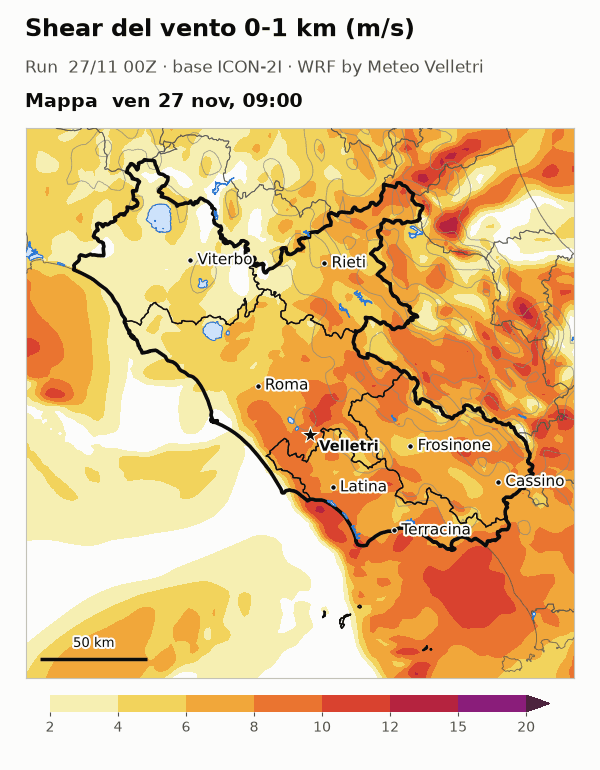 Shear del vento 0-1 km (m/s)
Run  27/11 00Z · base ICON-2I · WRF by Meteo Velletri
Mappa  ven 27 nov, 09:00
Viterbo
Rieti
Roma
Velletri
Frosinone
Latina
Cassino
Terracina
50 km
2 4 6 8 10 12 15 20